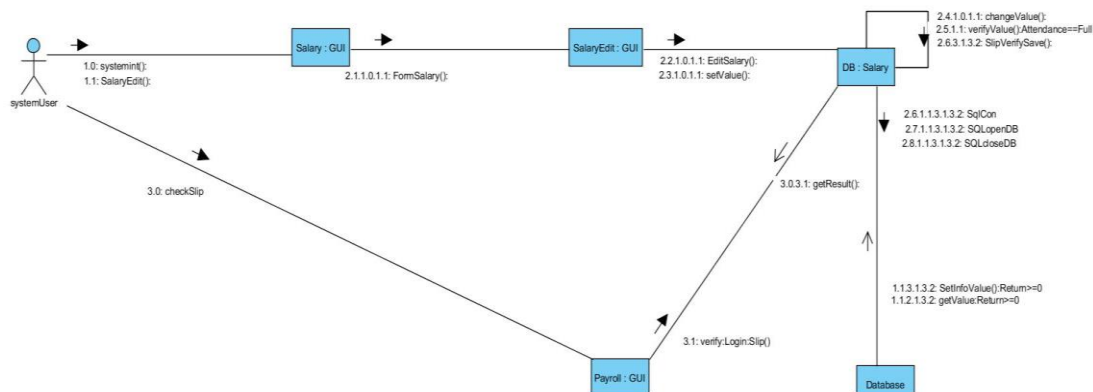 2.4.1.0.1.1: changeValue():
2.5.1.1: verifyValue():Attendance==Full
2.6.3.1.3.2: SlipVerifySave():
Salary : GUI
SalaryEdit : GUI
DB : Salary
1.0: systemint():
1.1: SalaryEdit():
2.1.1.0.1.1: FormSalary():
2.2.1.0.1.1: EditSalary():
2.3.1.0.1.1: setValue():
systemUser
2.6.1.1.3.1.3.2: SqlCon
2.7.1.1.3.1.3.2: SQLopenDB
2.8.1.1.3.1.3.2: SQLcloseDB
3.0: checkSlip
3.0.3.1: getResult():
1.1.3.1.3.2: SetInfoValue():Return>=0
1.1.2.1.3.2: getValue:Return>=0
3.1: verify:Login:Slip()
Payroll : GUI
Database